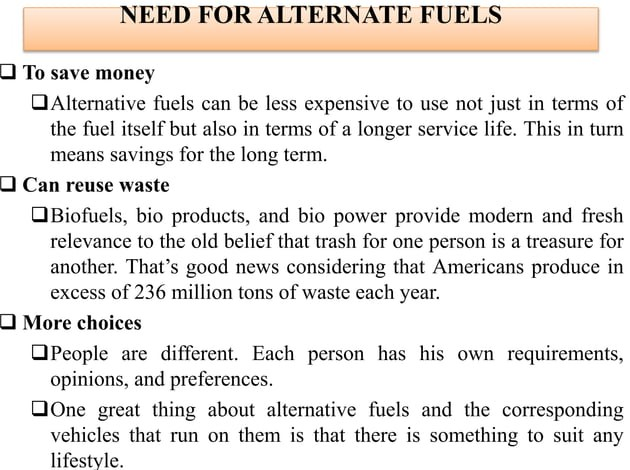 NEED FOR ALTERNATE FUELS
❑ To save money
❑Alternative fuels can be less expensive to use not just in terms of
the fuel itself but also in terms of a longer service life. This in turn
means savings for the long term.
❑ Can reuse waste
❑Biofuels, bio products, and bio power provide modern and fresh
relevance to the old belief that trash for one person is a treasure for
another. That’s good news considering that Americans produce in
excess of 236 million tons of waste each year.
❑ More choices
❑People are different. Each person has his own requirements,
opinions, and preferences.
❑One great thing about alternative fuels and the corresponding
vehicles that run on them is that there is something to suit any
lifestyle.